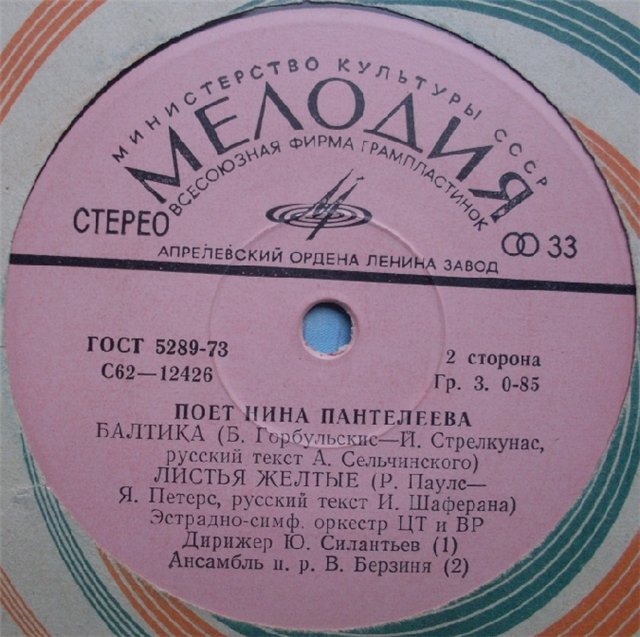 МИНИСТЕРСТВО КУЛЬТУРЫ СССР
МЕЛОДИЯ
ВСЕСОЮЗНАЯ ФИРМА ГРАМПЛАСТИНОК
СТЕРЕО
33
АПРЕЛЕВСКИЙ ОРДЕНА ЛЕНИНА ЗАВОД
ГОСТ 5289-73
2 сторона
С62—12426
Гр. 3. 0-85
ПОЕТ НИНА ПАНТЕЛЕЕВА
БАЛТИКА (Б. Горбульскис—Й. Стрелкунас,
русский текст А. Сельчинского)
ЛИСТЬЯ ЖЕЛТЫЕ (Р. Паулс—
Я. Петерс, русский текст И. Шаферана)
Эстрадно-симф. оркестр ЦТ и ВР
Дирижер Ю. Силантьев (1)
Ансамбль п. р. В. Берзиня (2)